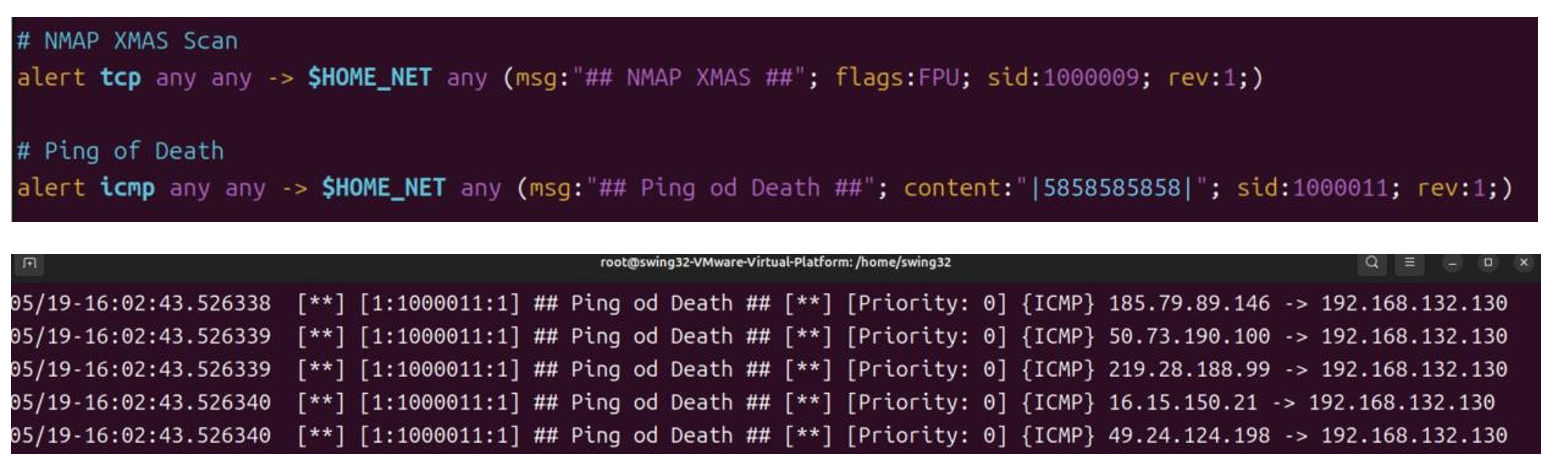 # NMAP XMAS Scan
alert tcp any any -> $HOME_NET any (msg:"## NMAP XMAS ##"; flags:FPU; sid:1000009; rev:1;)
# Ping of Death
alert icmp any any -> $HOME_NET any (msg:"## Ping od Death ##"; content:"|5858585858|"; sid:1000011; rev:1;)
root@swing32-VMware-Virtual-Platform: /home/swing32
05/19-16:02:43.526338 [**] [1:1000011:1] ## Ping od Death ## [**] [Priority: 0] {ICMP} 185.79.89.146 -> 192.168.132.130
05/19-16:02:43.526339 [**] [1:1000011:1] ## Ping od Death ## [**] [Priority: 0] {ICMP} 50.73.190.100 -> 192.168.132.130
05/19-16:02:43.526339 [**] [1:1000011:1] ## Ping od Death ## [**] [Priority: 0] {ICMP} 219.28.188.99 -> 192.168.132.130
05/19-16:02:43.526340 [**] [1:1000011:1] ## Ping od Death ## [**] [Priority: 0] {ICMP} 16.15.150.21 -> 192.168.132.130
05/19-16:02:43.526340 [**] [1:1000011:1] ## Ping od Death ## [**] [Priority: 0] {ICMP} 49.24.124.198 -> 192.168.132.130